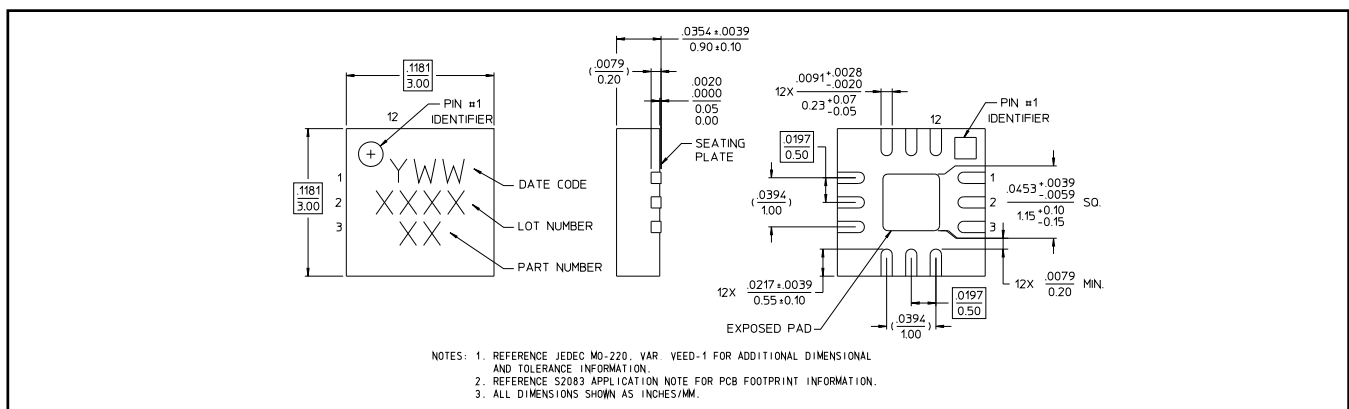 .1181
3.00
12
PIN #1
IDENTIFIER
.1181
3.00
1
2
3
YWW
XXXX
XX
DATE CODE
LOT NUMBER
PART NUMBER
.0354 ±.0039
0.90 ±0.10
(.0079
0.20)
.0020
.0000
0.05
0.00
SEATING
PLATE
12X .0091 +.0028
-.0020
0.23 +0.07
-0.05
12
PIN #1
IDENTIFIER
.0197
0.50
(.0394
1.00)
1
2
3
.0453 +.0039
-.0059 SQ.
1.15 +0.10
-0.15
12X .0217 ±.0039
0.55 ±0.10
12X .0079 MIN.
0.20
.0197
0.50
(.0394
1.00)
EXPOSED PAD
NOTES: 1. REFERENCE JEDEC MO-220, VAR. VEED-1 FOR ADDITIONAL DIMENSIONAL
AND TOLERANCE INFORMATION.
2. REFERENCE S2083 APPLICATION NOTE FOR PCB FOOTPRINT INFORMATION.
3. ALL DIMENSIONS SHOWN AS INCHES/MM.